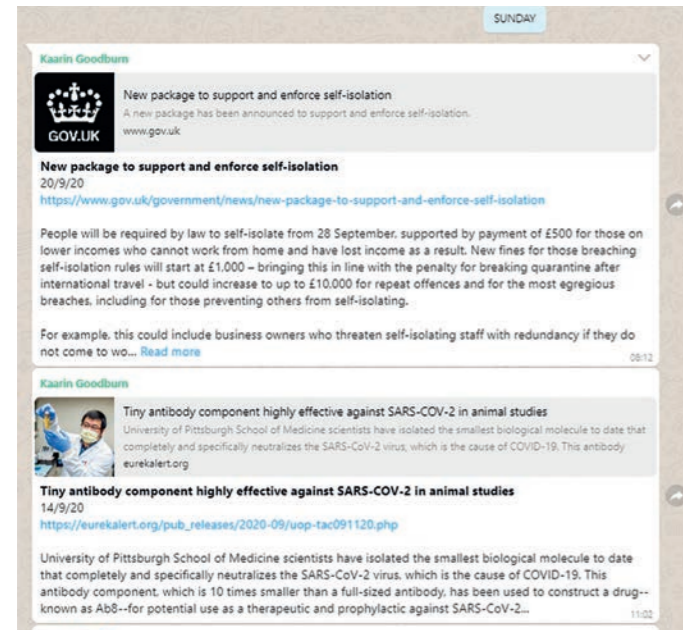 SUNDAY
Kaarin Goodburn
GOV.UK
New package to support and enforce self-isolation
A new package has been announced to support and enforce self-isolation.
www.gov.uk
New package to support and enforce self-isolation
20/9/20
https://www.gov.uk/government/news/new-package-to-support-and-enforce-self-isolation
People will be required by law to self-isolate from 28 September, supported by payment of £500 for those on
lower incomes who cannot work from home and have lost income as a result. New fines for those breaching
self-isolation rules will start at £1,000 – bringing this in line with the penalty for breaking quarantine after
international travel - but could increase to up to £10,000 for repeat offences and for the most egregious
breaches, including for those preventing others from self-isolating.
For example, this could include business owners who threaten self-isolating staff with redundancy if they do
not come to wo... Read more
08:12
Kaarin Goodburn
Tiny antibody component highly effective against SARS-COV-2 in animal studies
University of Pittsburgh School of Medicine scientists have isolated the smallest biological molecule to date that
completely and specifically neutralizes the SARS-CoV-2 virus, which is the cause of COVID-19. This antibody
eurekalert.org
Tiny antibody component highly effective against SARS-COV-2 in animal studies
14/9/20
https://eurekalert.org/pub_releases/2020-09/uop-tac091120.php
University of Pittsburgh School of Medicine scientists have isolated the smallest biological molecule to date
that completely and specifically neutralizes the SARS-CoV-2 virus, which is the cause of COVID-19. This
antibody component, which is 10 times smaller than a full-sized antibody, has been used to construct a drug--
known as Ab8--for potential use as a therapeutic and prophylactic against SARS-CoV-2...
11:02